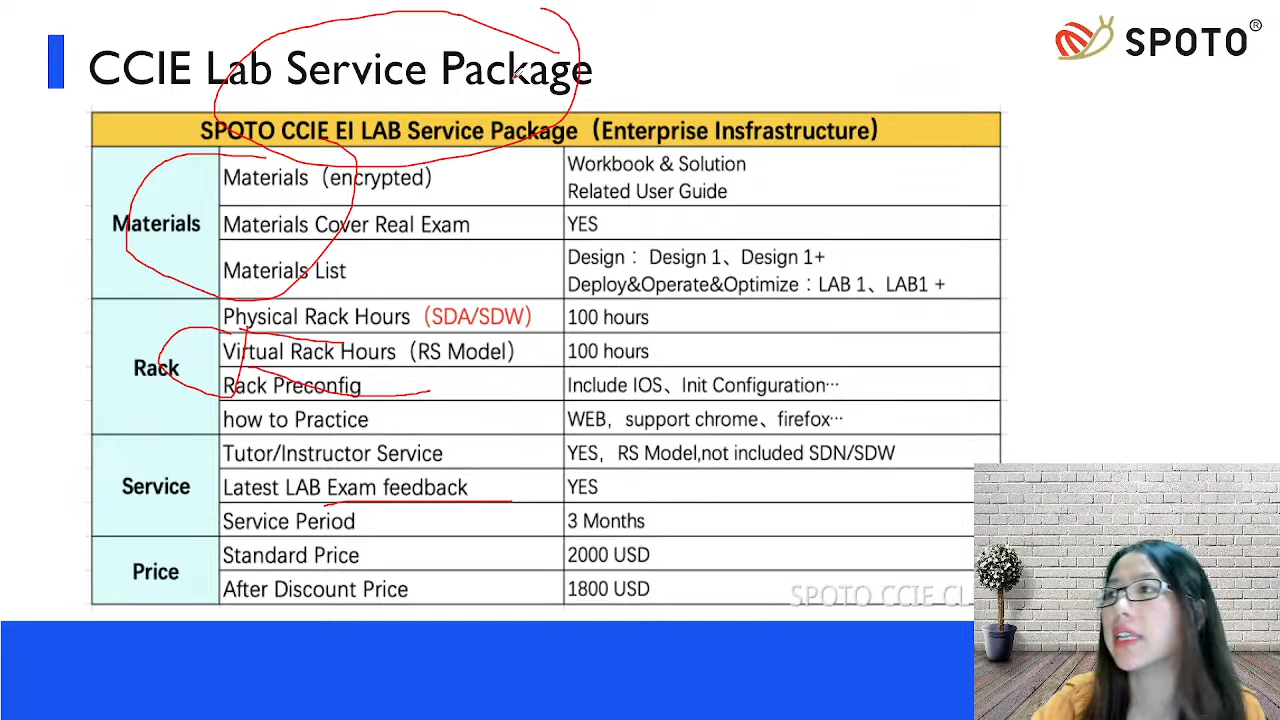 CCIE Lab Service Package
SPOTO®
SPOTO CCIE EI LAB Service Package（Enterprise Insfrastructure）
Materials
Materials（encrypted）
Workbook & Solution
Related User Guide
Materials Cover Real Exam
YES
Materials List
Design： Design 1、Design 1+
Deploy&Operate&Optimize：LAB 1、LAB1 +
Rack
Physical Rack Hours（SDA/SDW）
100 hours
Virtual Rack Hours（RS Model）
100 hours
Rack Preconfig
Include IOS、Init Configuration···
how to Practice
WEB，support chrome、firefox···
Service
Tutor/Instructor Service
YES，RS Model,not included SDN/SDW
Latest LAB Exam feedback
YES
Service Period
3 Months
Price
Standard Price
2000 USD
After Discount Price
1800 USD
SPOTO CCIE